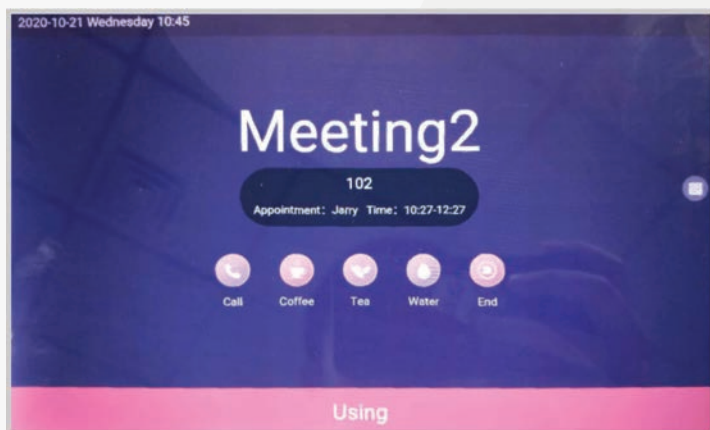 2020-10-21 Wednesday 10:45
Meeting2
102
Appointment: Jarry Time: 10:27-12:27
Call Coffee Tea Water End
Using